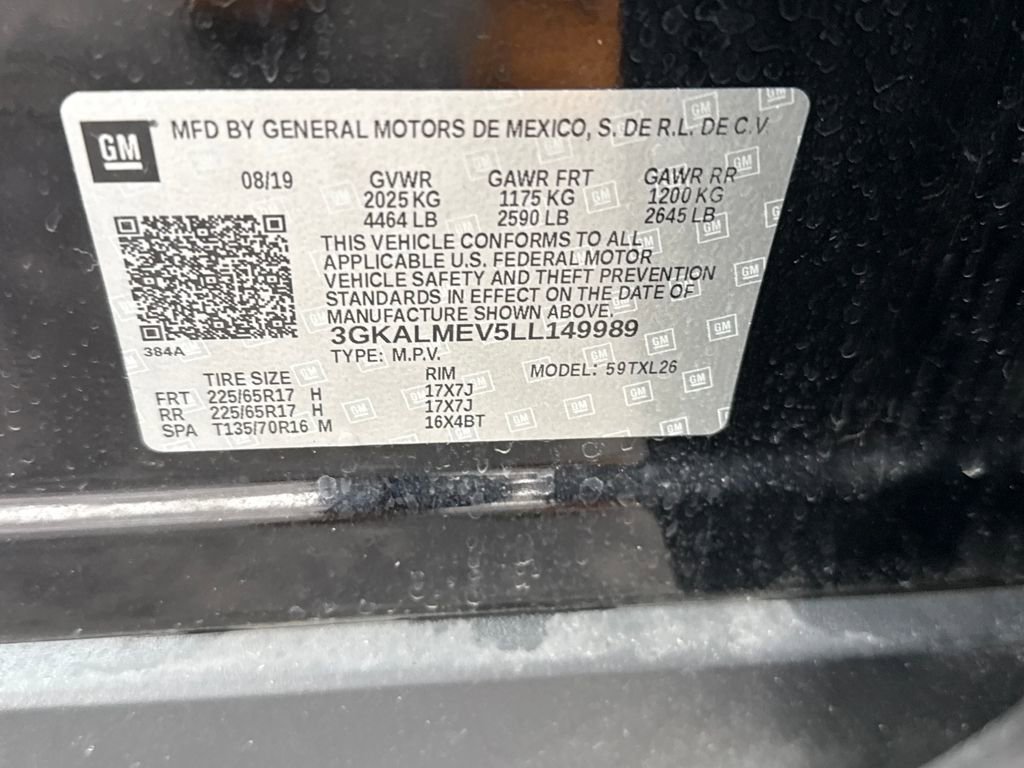 GM
MFD BY GENERAL MOTORS DE MEXICO, S. DE R.L. DE C.V.
08/19 GVWR GAWR FRT GAWR RR
2025 KG 1175 KG 1200 KG
4464 LB 2590 LB 2645 LB
THIS VEHICLE CONFORMS TO ALL
APPLICABLE U.S. FEDERAL MOTOR
VEHICLE SAFETY AND THEFT PREVENTION
STANDARDS IN EFFECT ON THE DATE OF
MANUFACTURE SHOWN ABOVE.
3GKALMEV5LL149989
384A
TYPE: M.P.V. MODEL: 59TXL26
TIRE SIZE RIM
FRT 225/65R17 H 17X7J
RR 225/65R17 H 17X7J
SPA T135/70R16 M 16X4BT